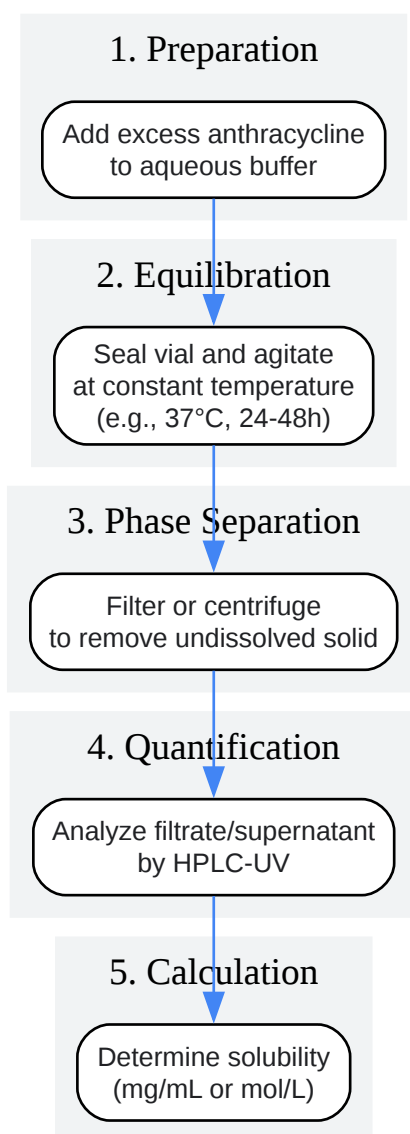 1. Preparation
Add excess anthracycline
to aqueous buffer
2. Equilibration
Seal vial and agitate
at constant temperature
(e.g., 37°C, 24-48h)
3. Phase Separation
Filter or centrifuge
to remove undissolved solid
4. Quantification
Analyze filtrate/supernatant
by HPLC-UV
5. Calculation
Determine solubility
(mg/mL or mol/L)